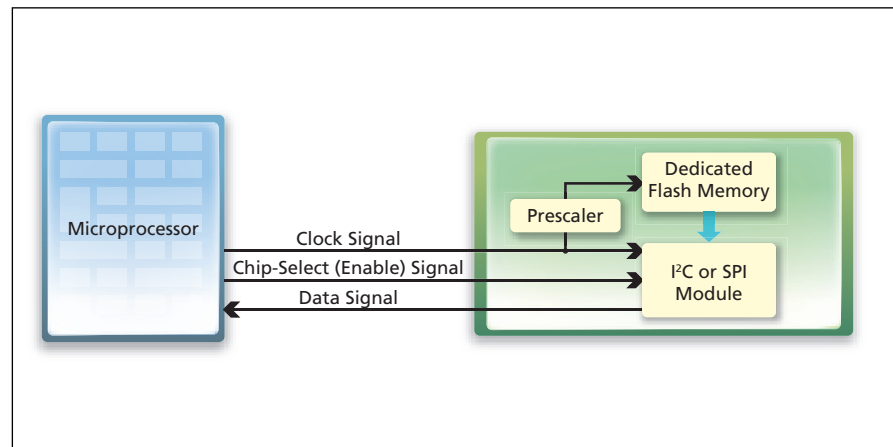 Dedicated
Flash Memory
Prescaler
Microprocessor
Clock Signal
Chip-Select (Enable) Signal
I²C or SPI
Module
Data Signal